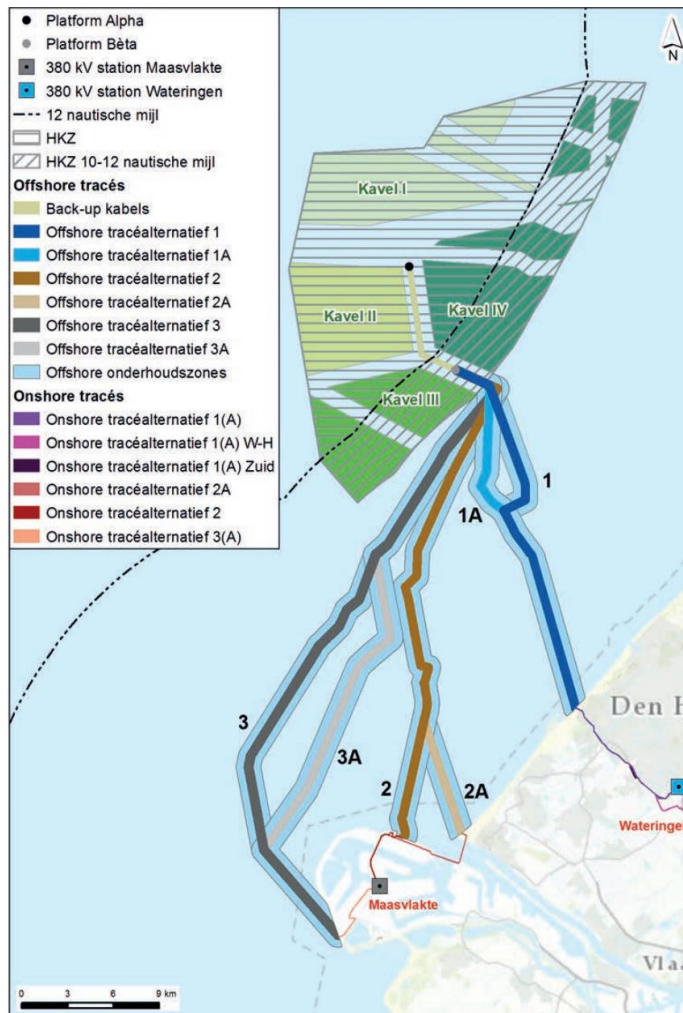 Platform Alpha
Platform Bèta
380 kV station Maasvlakte
380 kV station Wateringen
12 nautische mijl
HKZ
HKZ 10-12 nautische mijl
Offshore tracés
Back-up kabels
Offshore tracéalternatief 1
Offshore tracéalternatief 1A
Offshore tracéalternatief 2
Offshore tracéalternatief 2A
Offshore tracéalternatief 3
Offshore tracéalternatief 3A
Offshore onderhoudszones
Onshore tracés
Onshore tracéalternatief 1(A)
Onshore tracéalternatief 1(A) W-H
Onshore tracéalternatief 1(A) Zuid
Onshore tracéalternatief 2A
Onshore tracéalternatief 2
Onshore tracéalternatief 3(A)
N
Kavel I
Kavel II
Kavel IV
Kavel III
1
1A
Den H
3
3A
2
2A
Wateringen
Maasvlakte
Vlaa
0 3 6 9 km